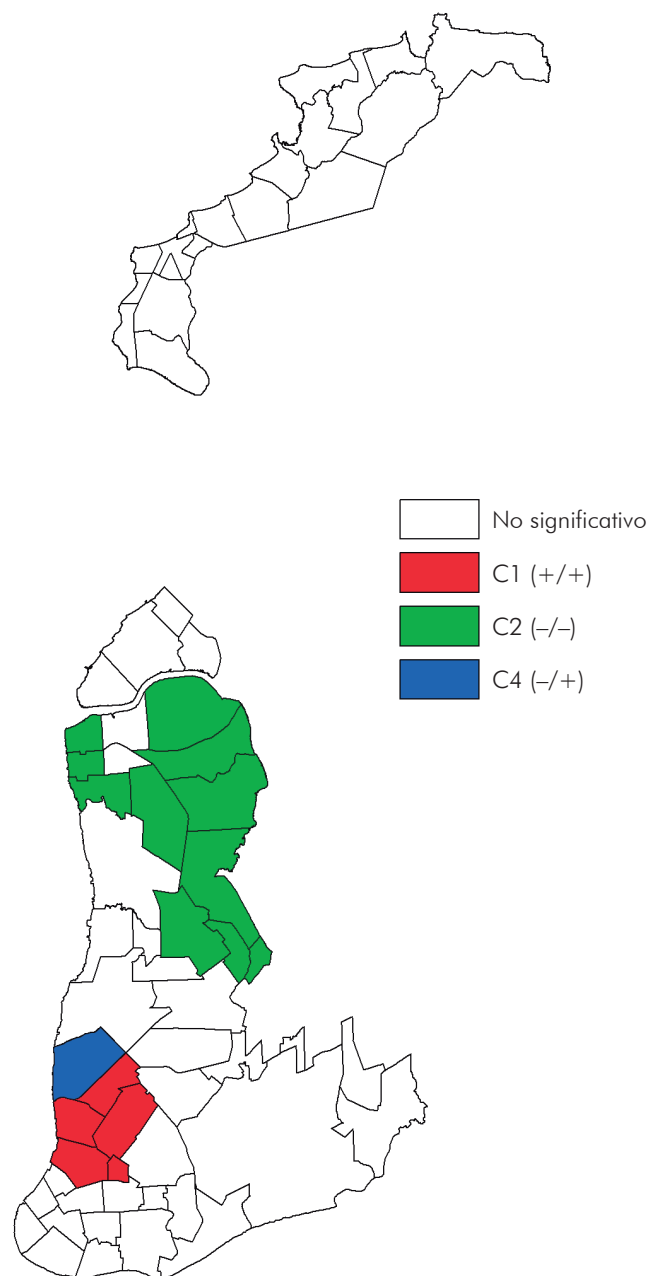 No significativo
C1 (+/+)
C2 (–/–)
C4 (–/+)